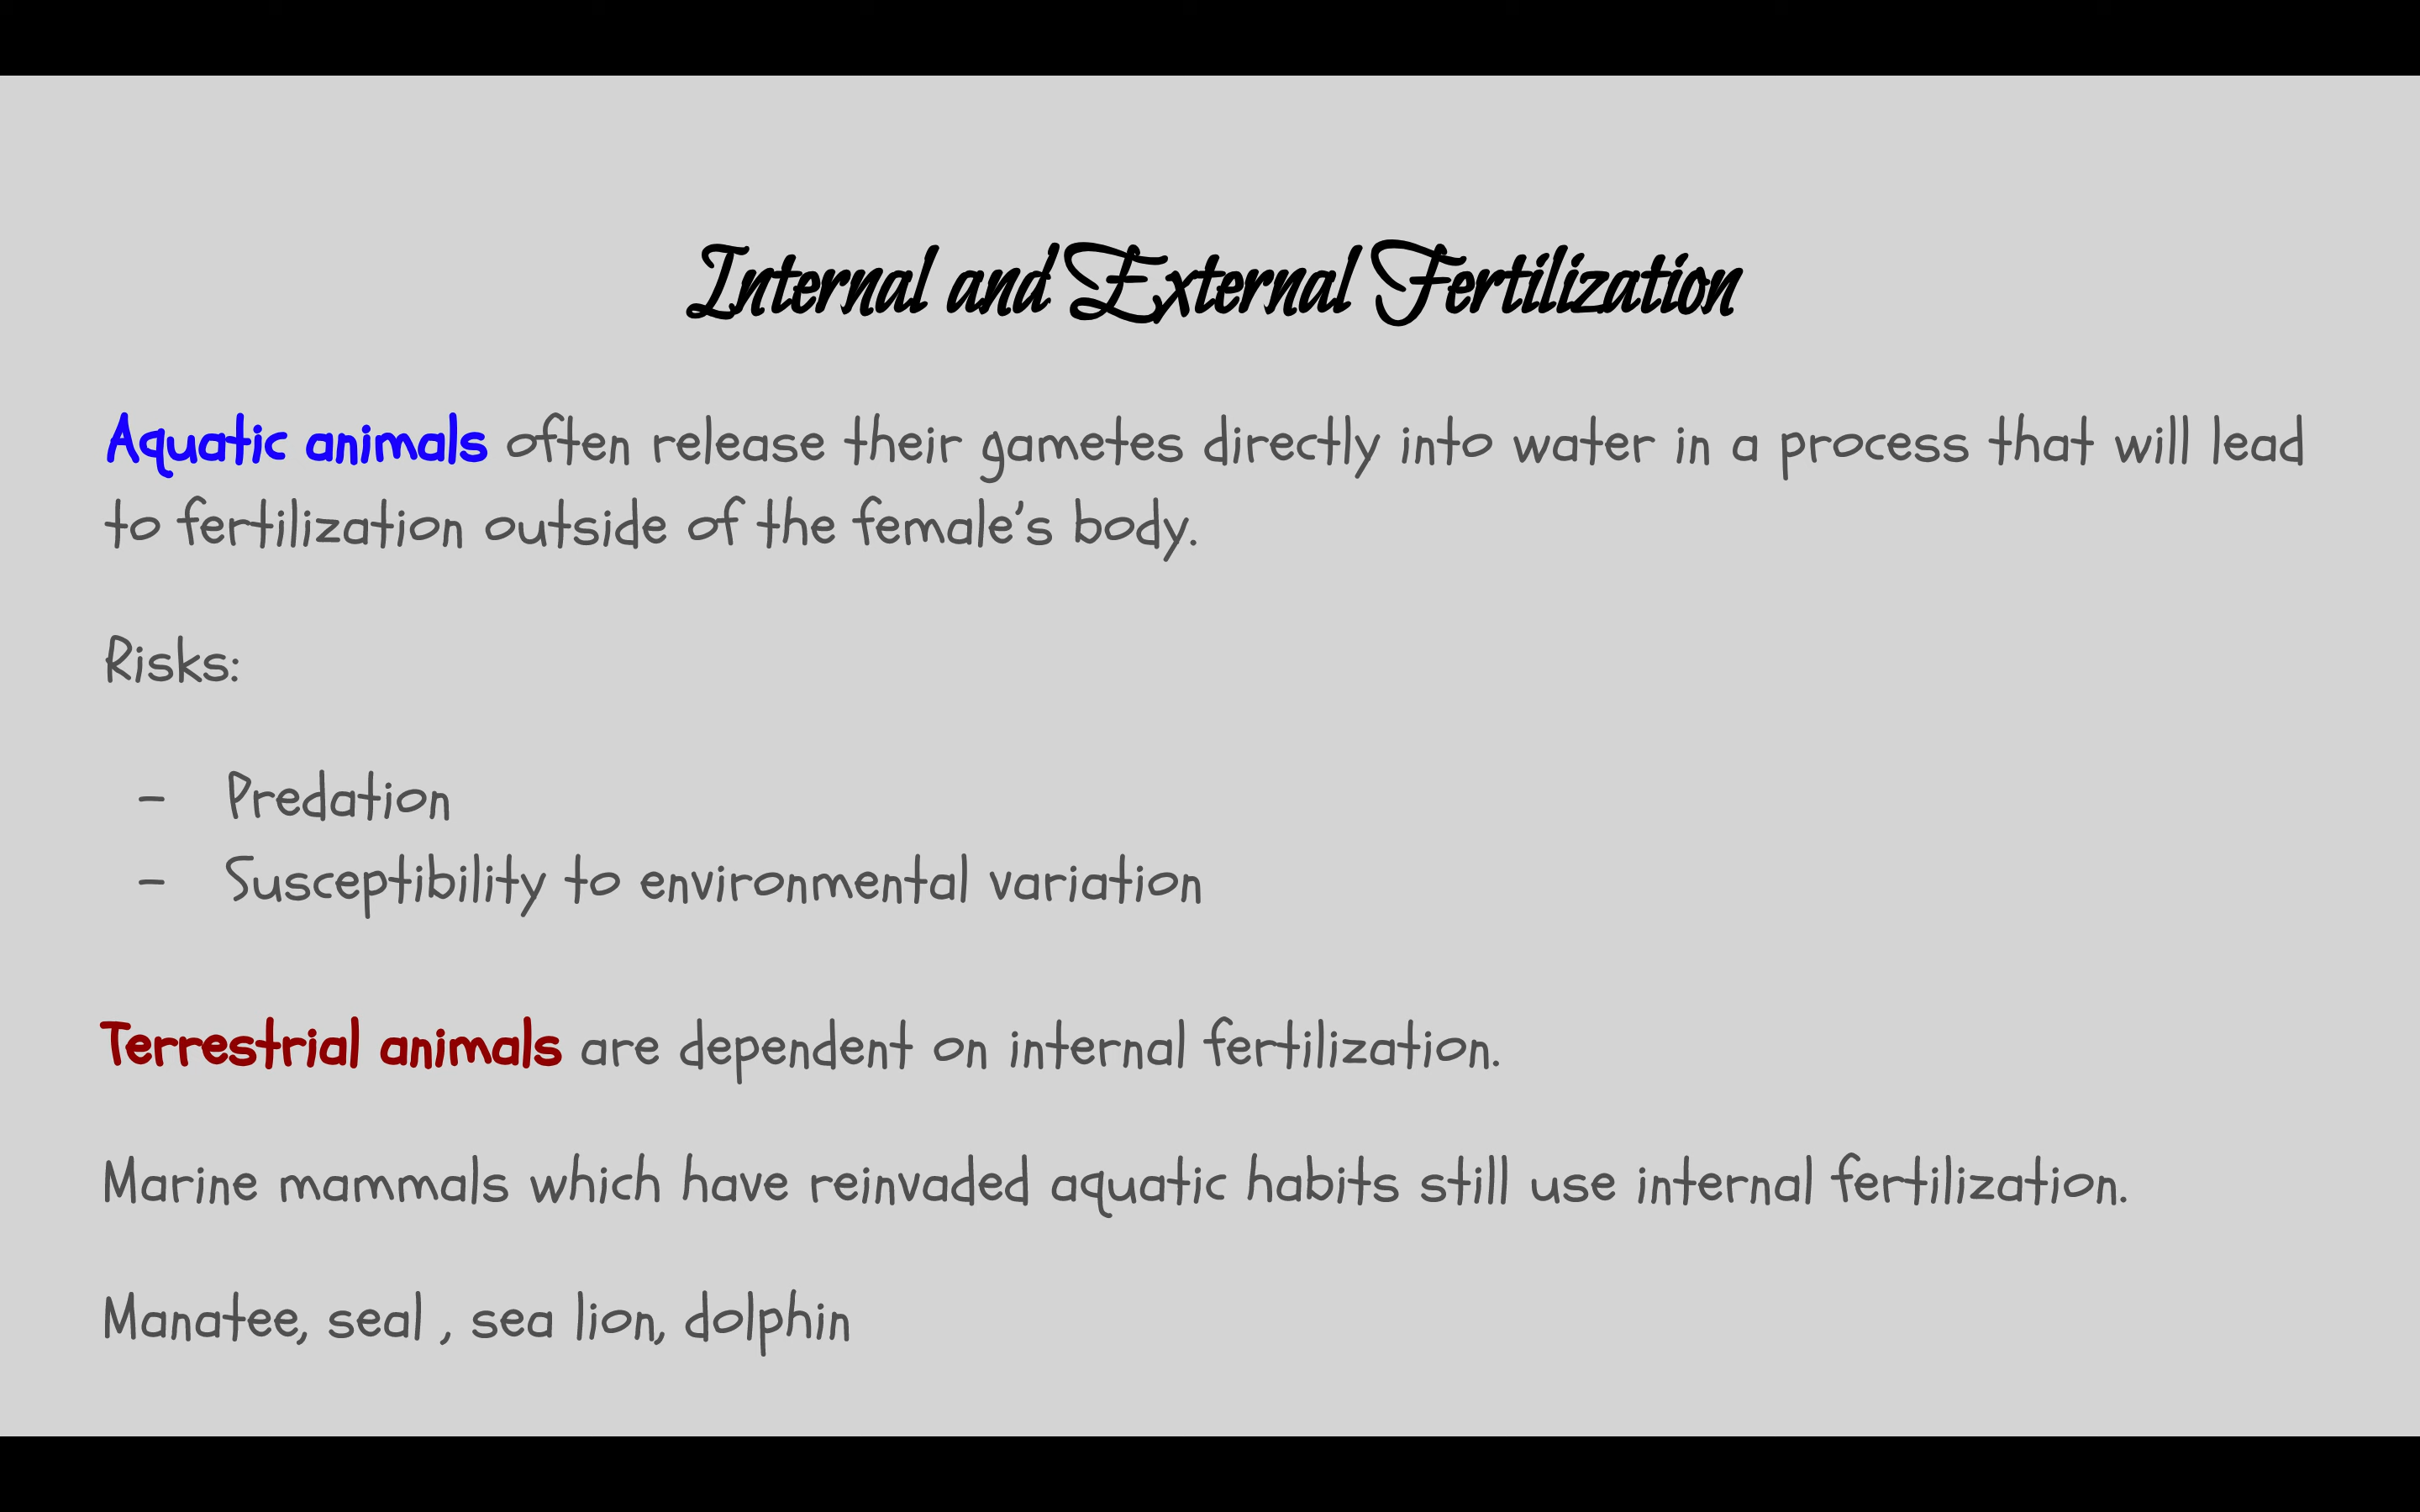 Internal and External Fertilization
Aquatic animals often release their gametes directly into water in a process that will lead
to fertilization outside of the female's body.
Risks:
- Predation
- Susceptibility to environmental variation
Terrestrial animals are dependent on internal fertilization.
Marine mammals which have reinvaded aquatic habits still use internal fertilization.
Manatee, seal , sea lion, dolphin